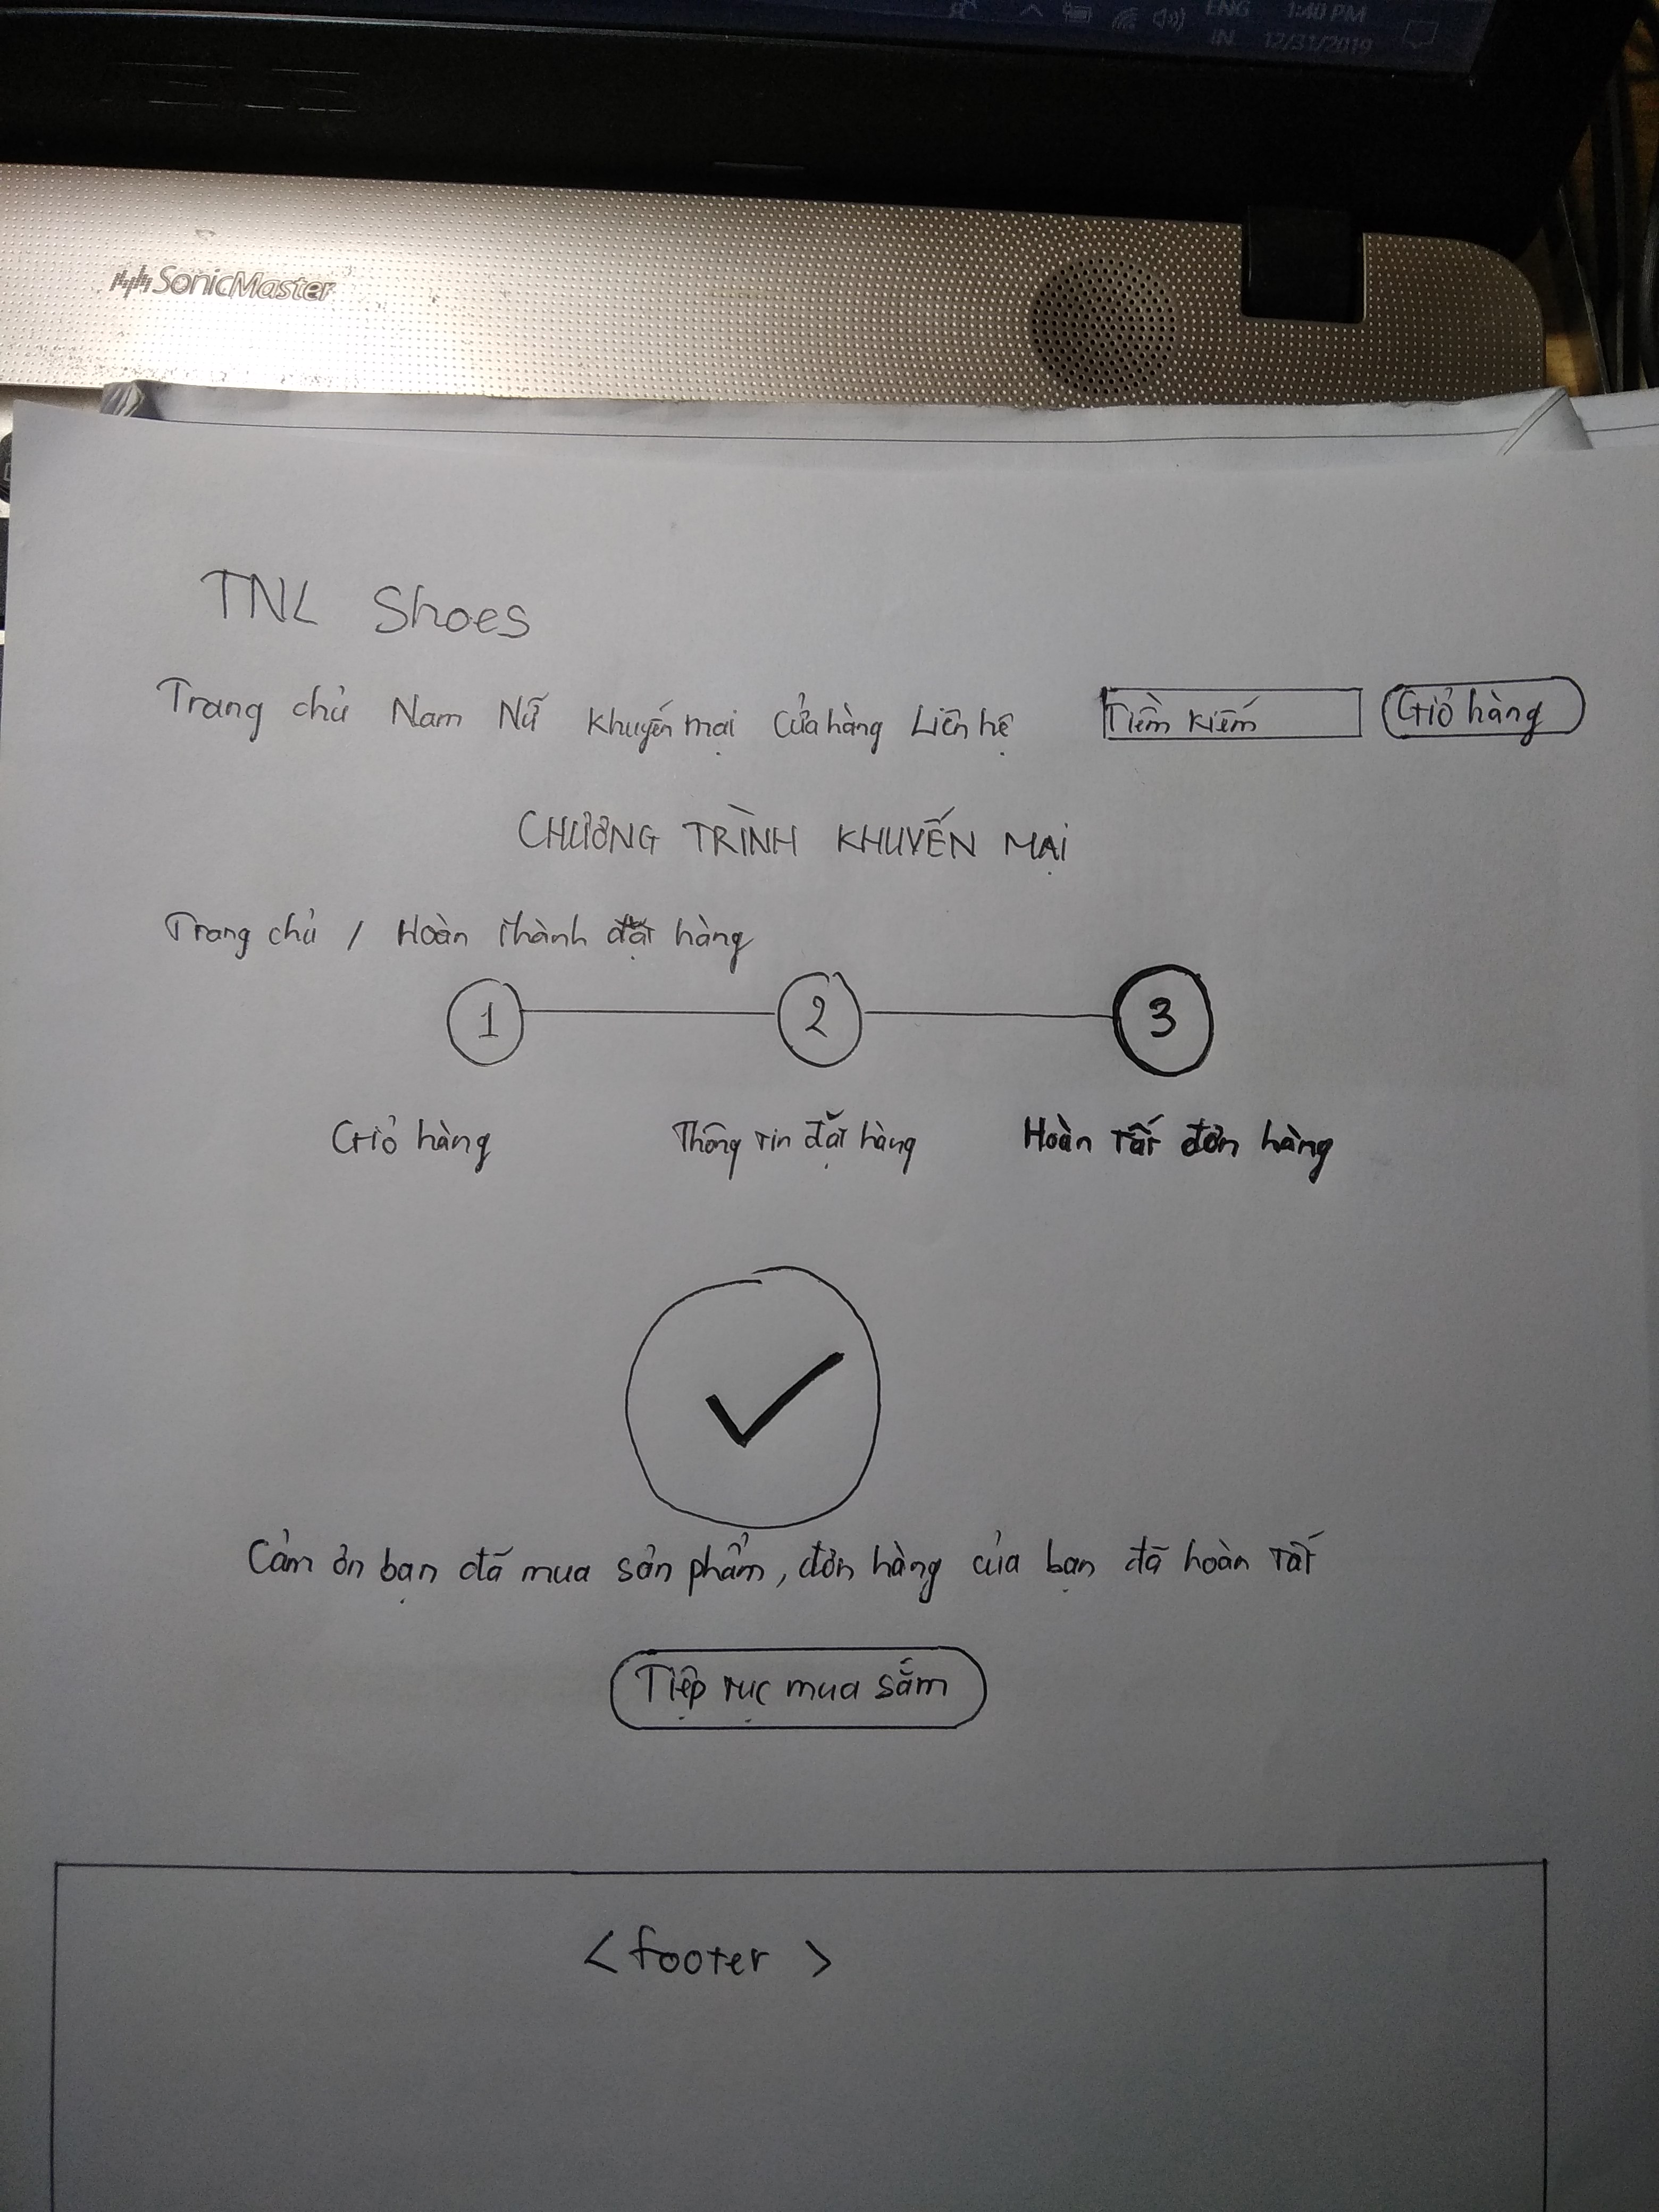 ENG 1:40 PM
IN 12/31/2019
SonicMaster
TNL Shoes
Trang chủ Nam Nữ Khuyến mại Cửa hàng Liên hệ Tiềm kiếm Giỏ hàng
CHƯƠNG TRÌNH KHUYẾN MẠI
Trang chủ / Hoàn thành đặt hàng
1 2 3
Giỏ hàng Thông tin đặt hàng Hoàn tất đơn hàng
Cảm ơn bạn đã mua sản phẩm, đơn hàng của bạn đã hoàn tất
Tiệp tục mua sắm
<footer >